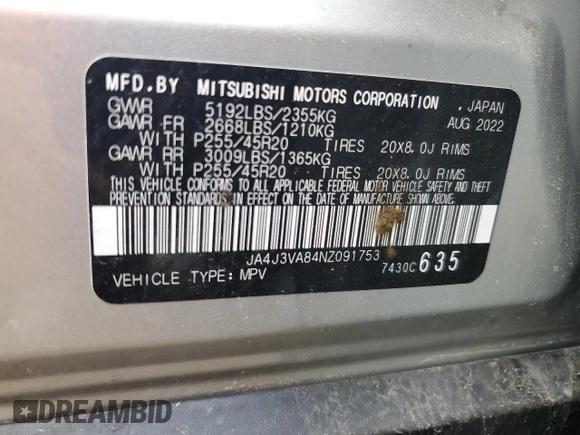 MFD.BY MITSUBISHI MOTORS CORPORATION , JAPAN
GVWR 5192LBS/2355KG AUG 2022
GAWR FR 2668LBS/1210KG
WITH P255/45R20 TIRES 20X8.0J RIMS
GAWR RR 3009LBS/1365KG
WITH P255/45R20 TIRES 20X8.0J RIMS
THIS VEHICLE CONFORMS TO ALL APPLICABLE FEDERAL MOTOR VEHICLE SAFETY AND THEFT
PREVENTION STANDARDS IN EFFECT ON THE DATE OF MANUFACTURE SHOWN ABOVE.
JA4J3VA84NZ091753
VEHICLE TYPE: MPV 7430C 635
DREAMBID